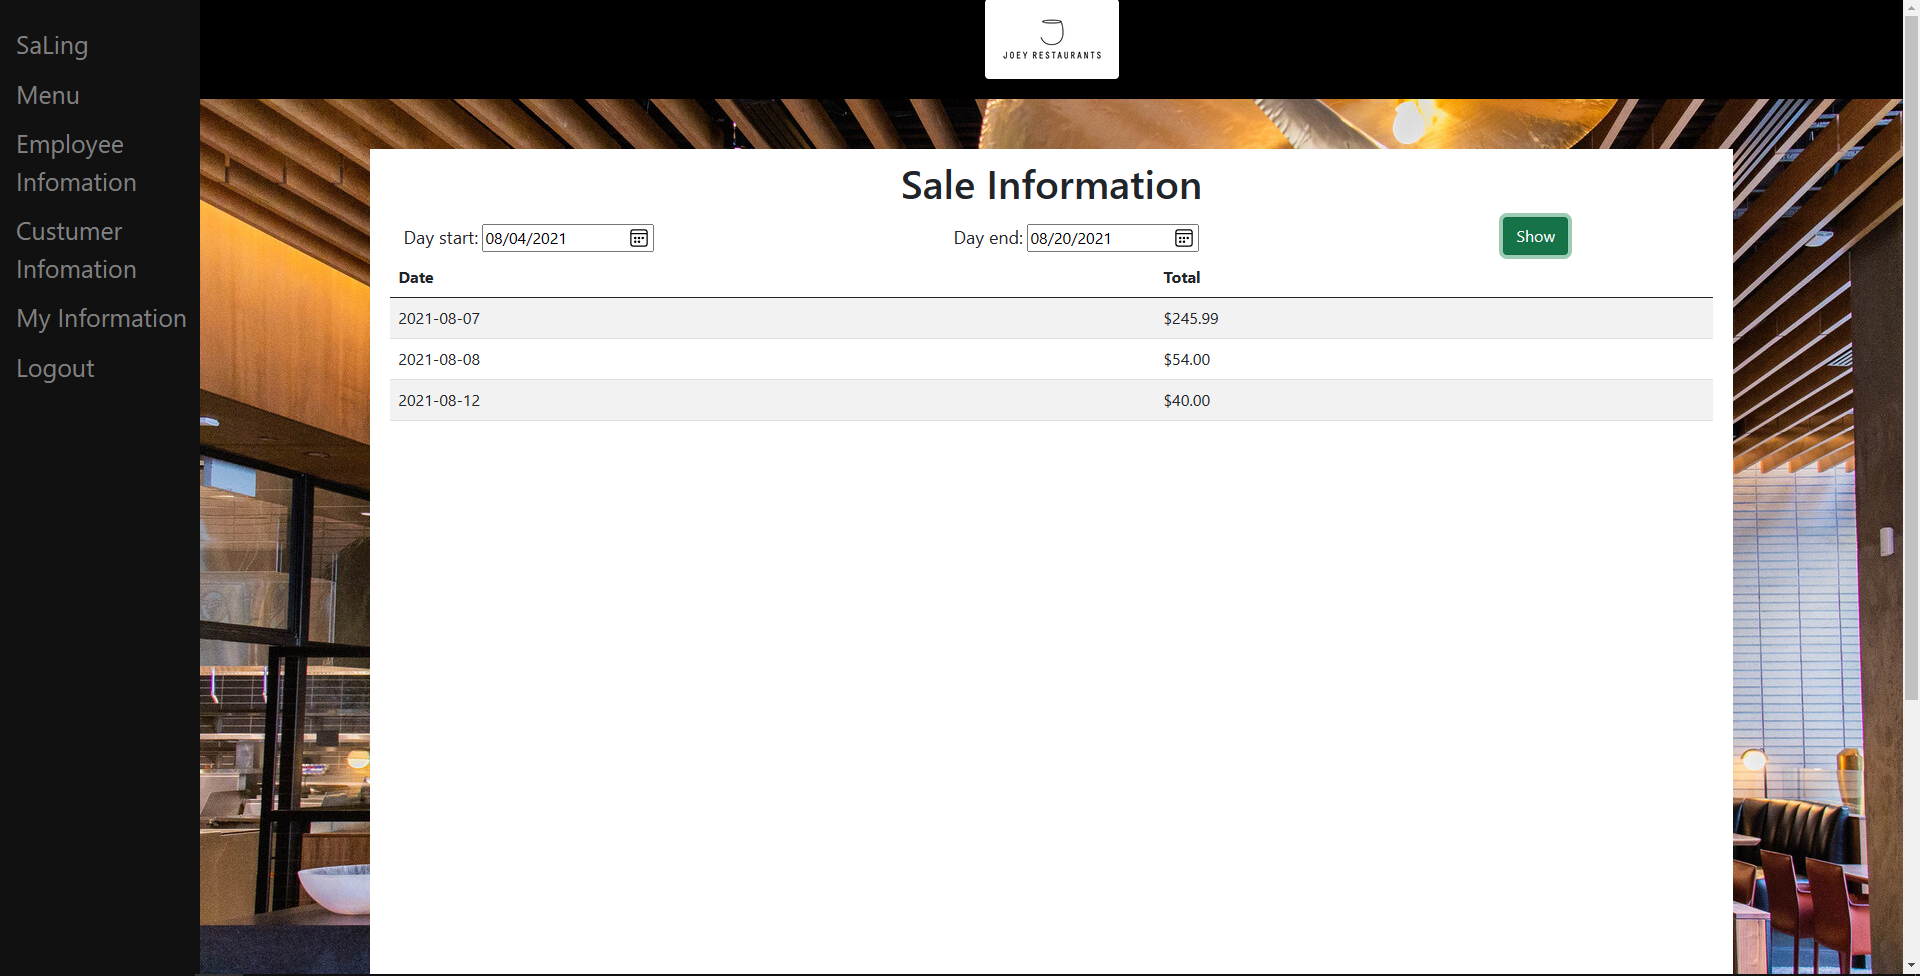 SaLing
Menu
Employee
Infomation
Custumer
Infomation
My Information
Logout
JOEY RESTAURANTS
Sale Information
Day start: 08/04/2021 Day end: 08/20/2021 Show
Date Total
2021-08-07 $245.99
2021-08-08 $54.00
2021-08-12 $40.00